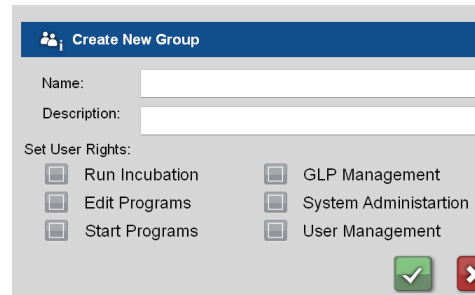 Create New Group
Name:
Description:
Set User Rights:
Run Incubation
GLP Management
Edit Programs
System Administartion
Start Programs
User Management